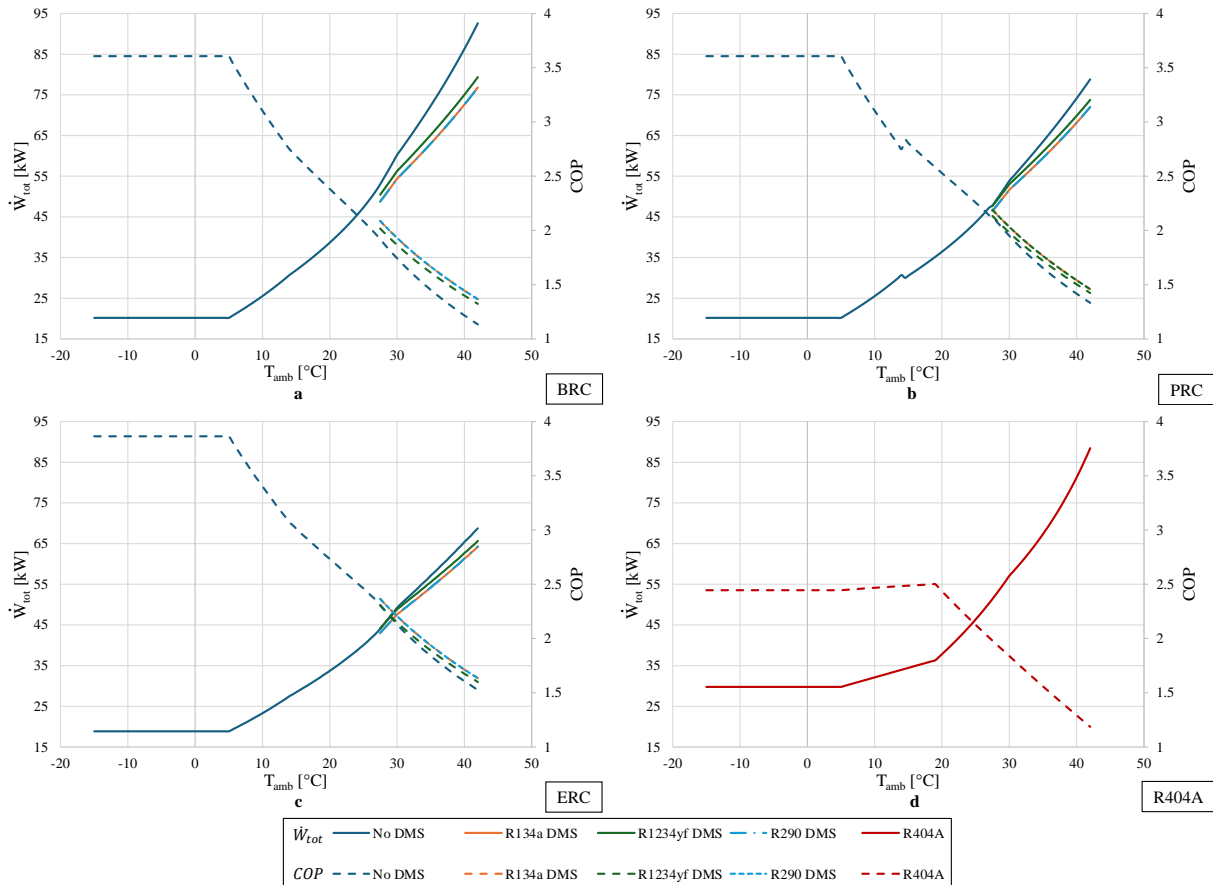 95 4 95 4
85 3.5 85 3.5
75 75
65 3 65 3
55 2.5 55 2.5
45 2 45 2
35 35
25 1.5 25 1.5
15 1 15 1
Ẇtot [kW] COP Ẇtot [kW] COP
-20 -10 0 10 20 30 40 50 -20 -10 0 10 20 30 40 50
Tamb [°C] Tamb [°C]
a BRC b PRC
95 4 95 4
85 3.5 85 3.5
75 75
65 3 65 3
55 2.5 55 2.5
45 2 45 2
35 35
25 1.5 25 1.5
15 1 15 1
Ẇtot [kW] COP Ẇtot [kW] COP
-20 -10 0 10 20 30 40 50 -20 -10 0 10 20 30 40 50
Tamb [°C] Tamb [°C]
c ERC d R404A
Ẇtot No DMS R134a DMS R1234yf DMS R290 DMS R404A
COP No DMS R134a DMS R1234yf DMS R290 DMS R404A